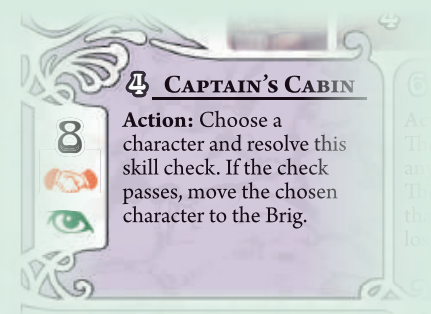 4 CAPTAIN'S CABIN
8
Action: Choose a
character and resolve this
skill check. If the check
passes, move the chosen
character to the Brig.